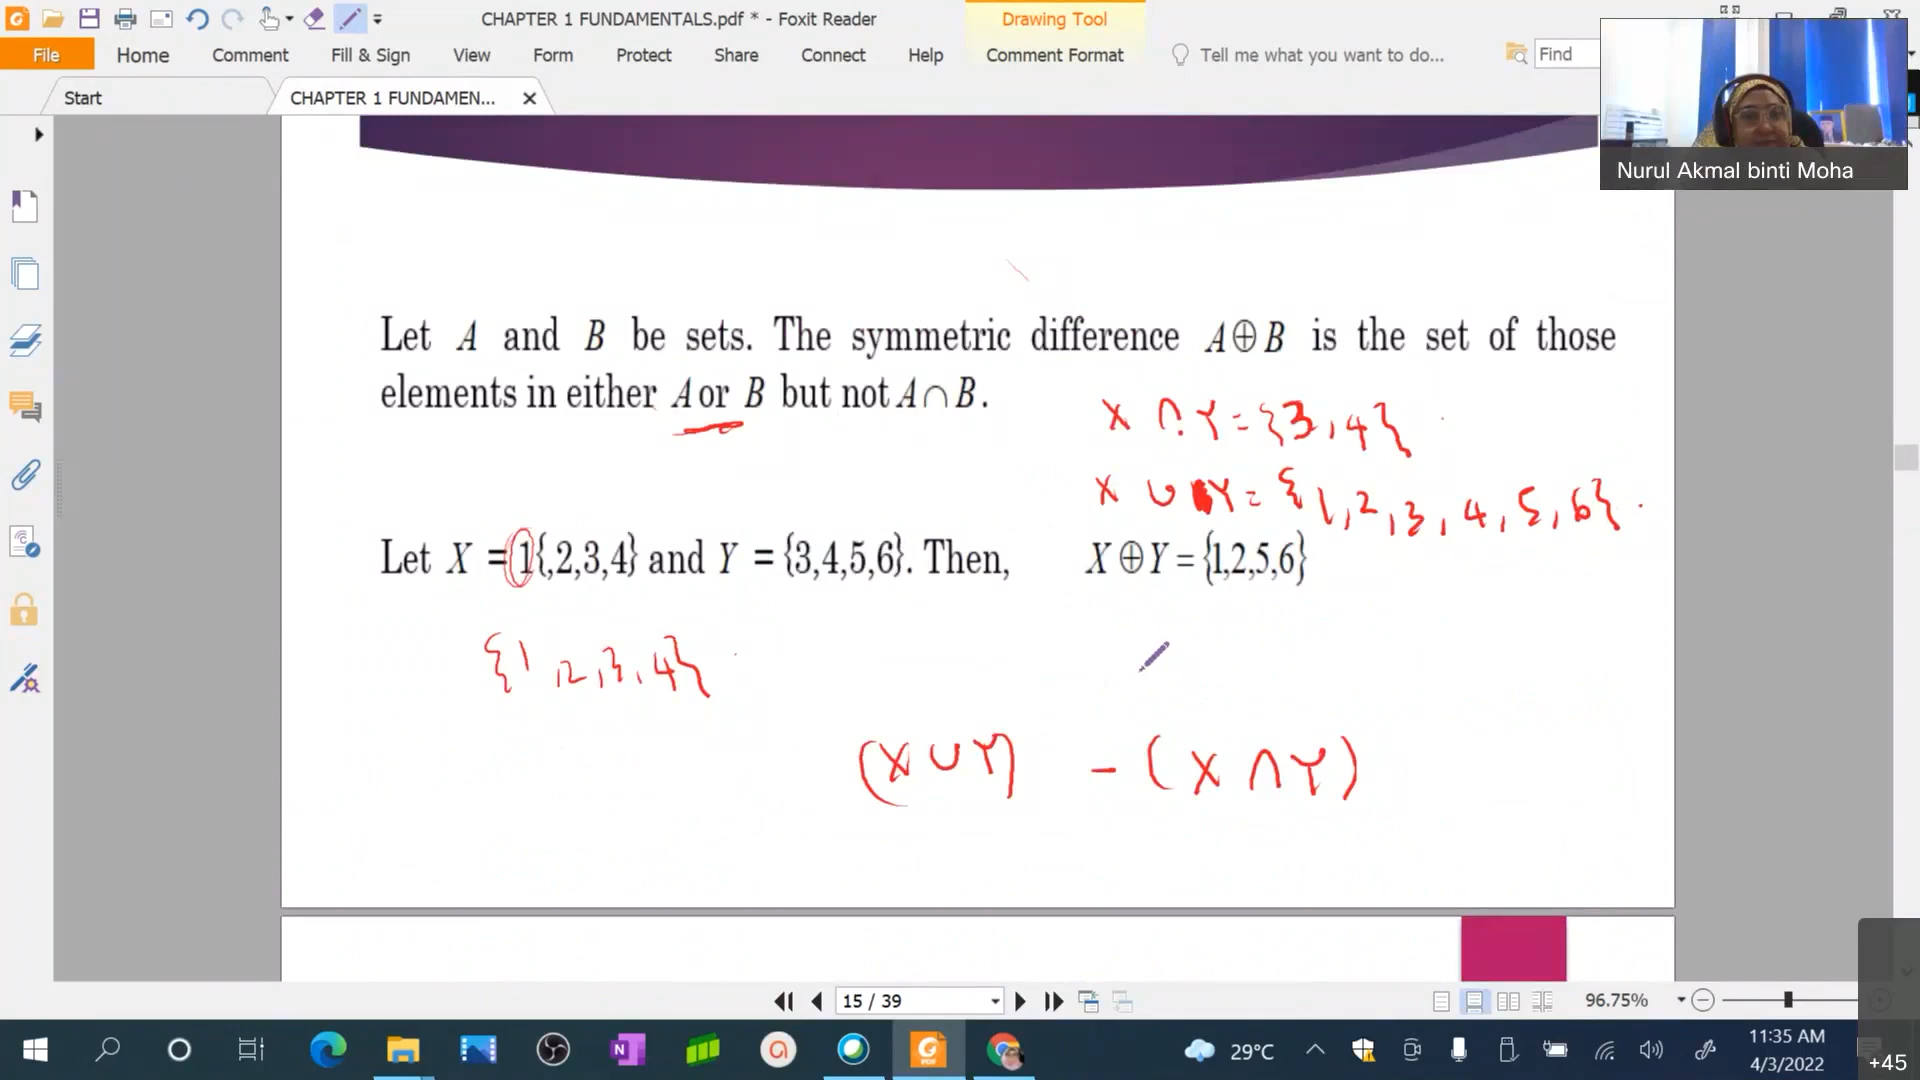 CHAPTER 1 FUNDAMENTALS.pdf * - Foxit Reader
Drawing Tool
File Home Comment Fill & Sign View Form Protect Share Connect Help Comment Format Tell me what you want to do... Find
Start
CHAPTER 1 FUNDAMEN...
Nurul Akmal binti Moha
Let A and B be sets. The symmetric difference A⊕B is the set of those
elements in either A or B but not A∩B.
X ∩ Y = {3, 4}
X ∪ Y = {1, 2, 3, 4, 5, 6}
Let X = 1{,2,3,4} and Y = {3,4,5,6}. Then, X⊕Y = {1,2,5,6}
{1, 2, 3, 4}
(X ∪ Y) - (X ∩ Y)
15 / 39
96.75%
29°C
11:35 AM
4/3/2022
+45